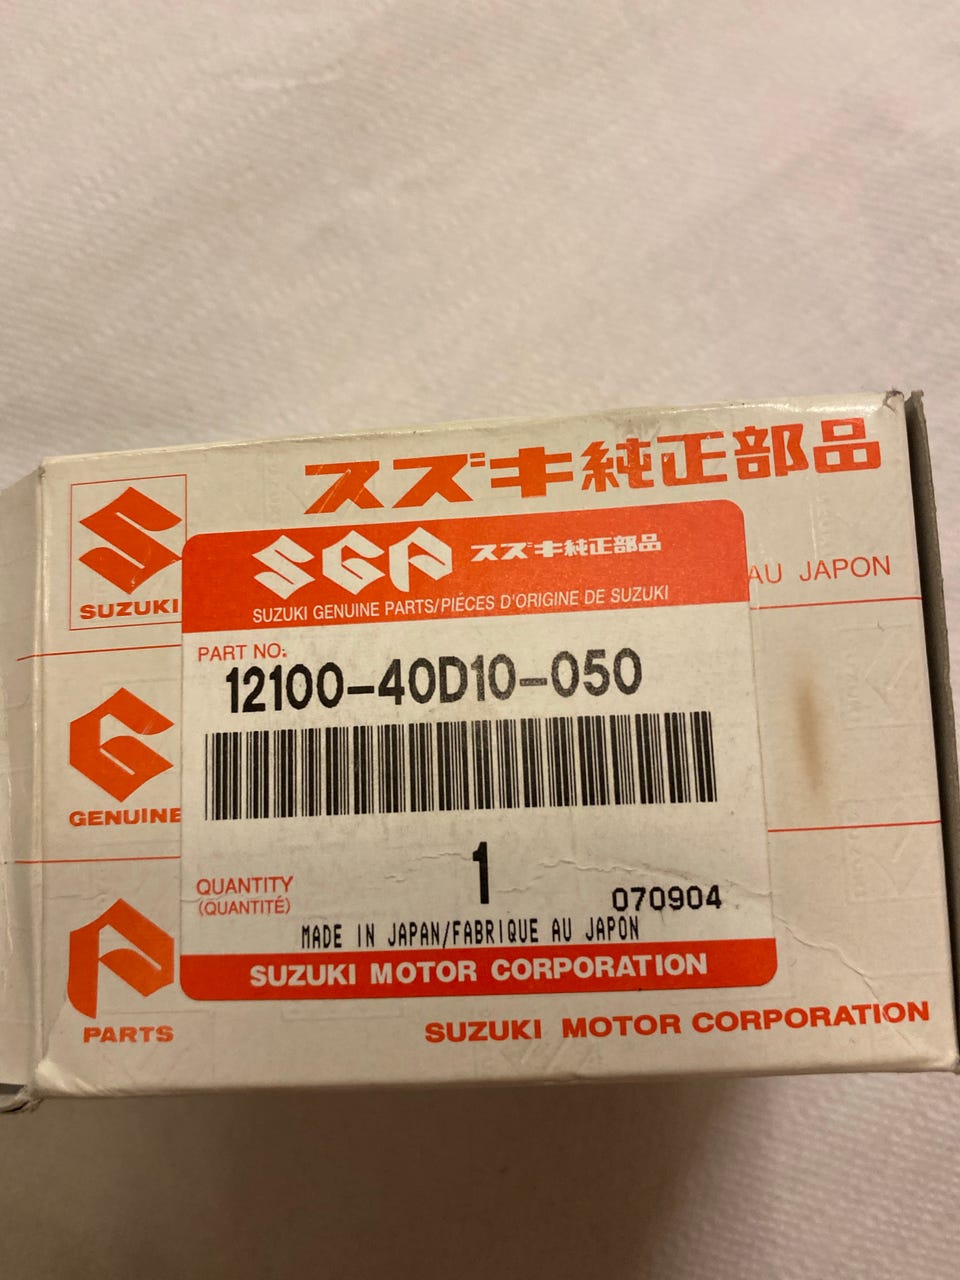 スズキ純正部品
SUZUKI
SGP スズキ純正部品
SUZUKI GENUINE PARTS/PIÈCES D'ORIGINE DE SUZUKI
AU JAPON
PART NO:
12100-40D10-050
GENUINE
1
QUANTITY
(QUANTITÉ)
070904
MADE IN JAPAN/FABRIQUE AU JAPON
SUZUKI MOTOR CORPORATION
PARTS
SUZUKI MOTOR CORPORATION